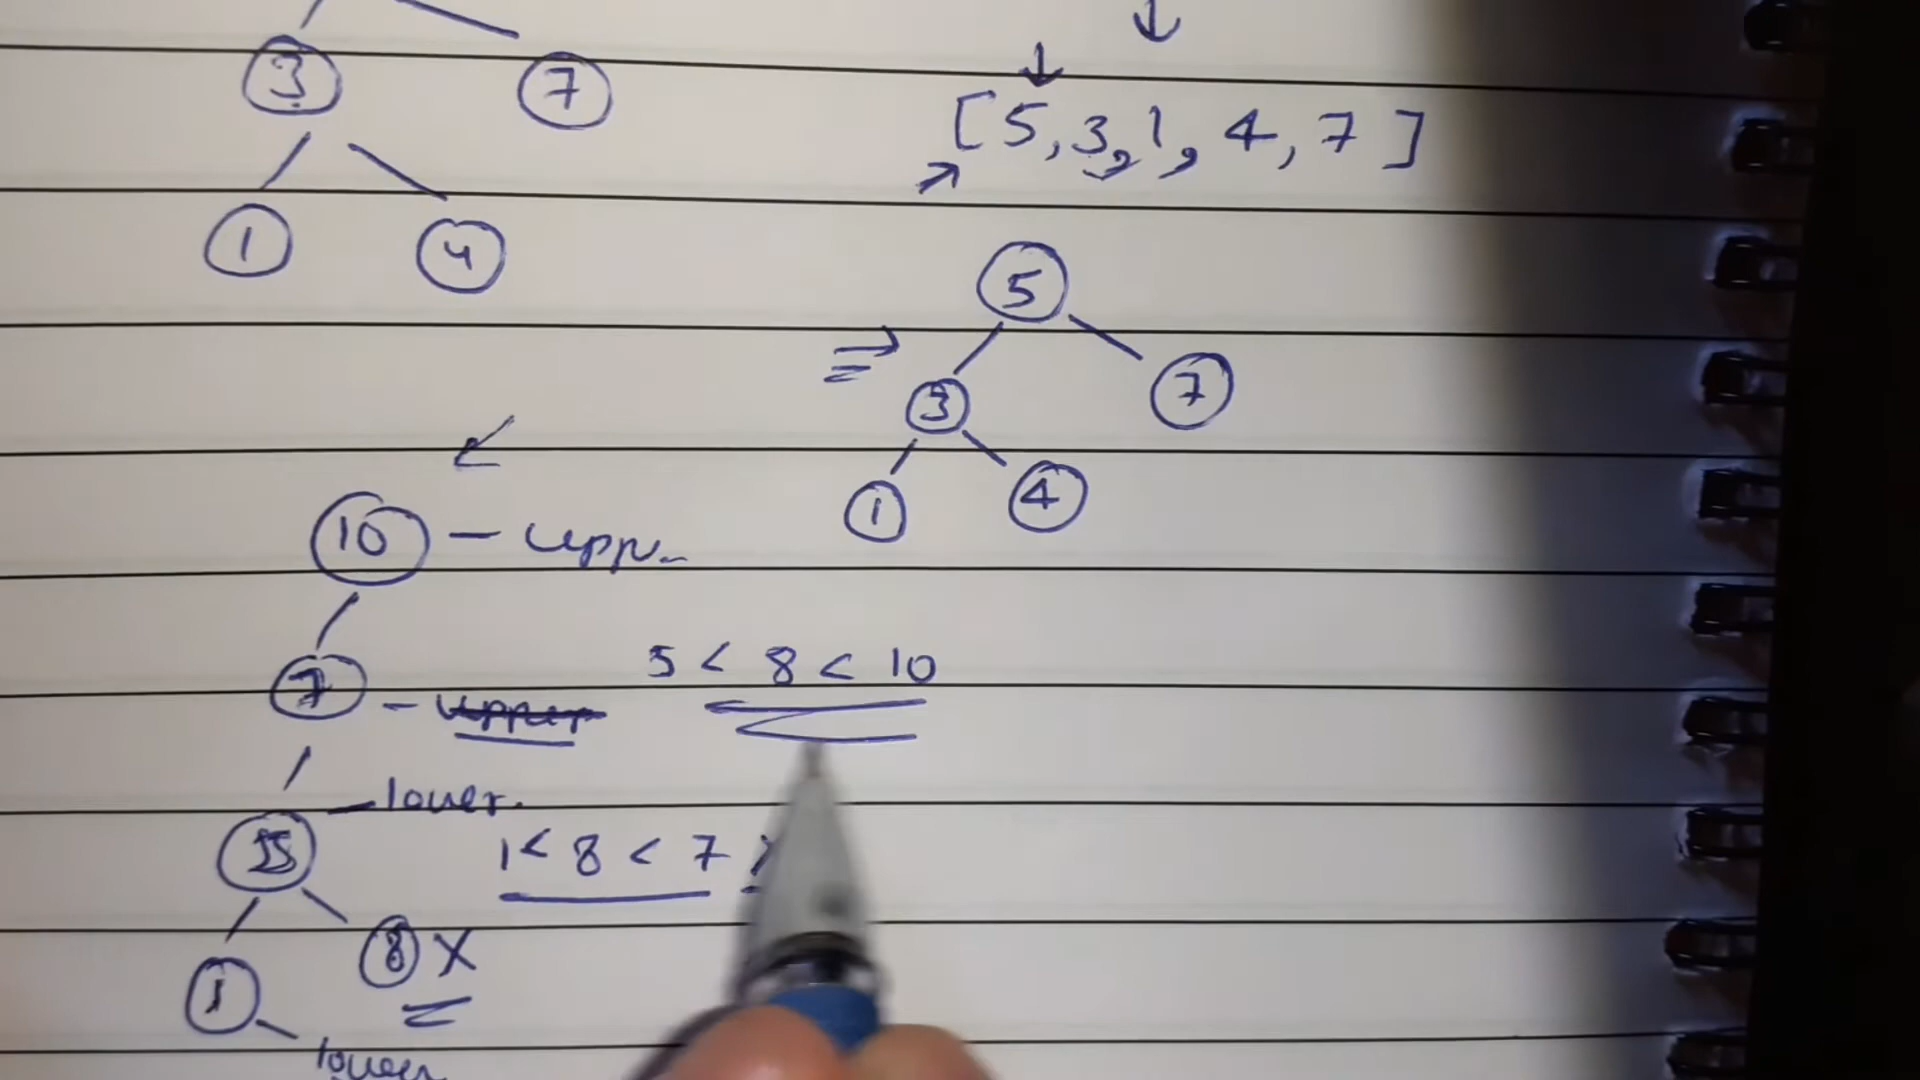 3 7
[5,3,1,4,7]
1 4
5
3 7
1 4
10 - uppr
7 - upper
5 < 8 < 10
lower.
5
1 < 8 < 7
8 X
1
lower